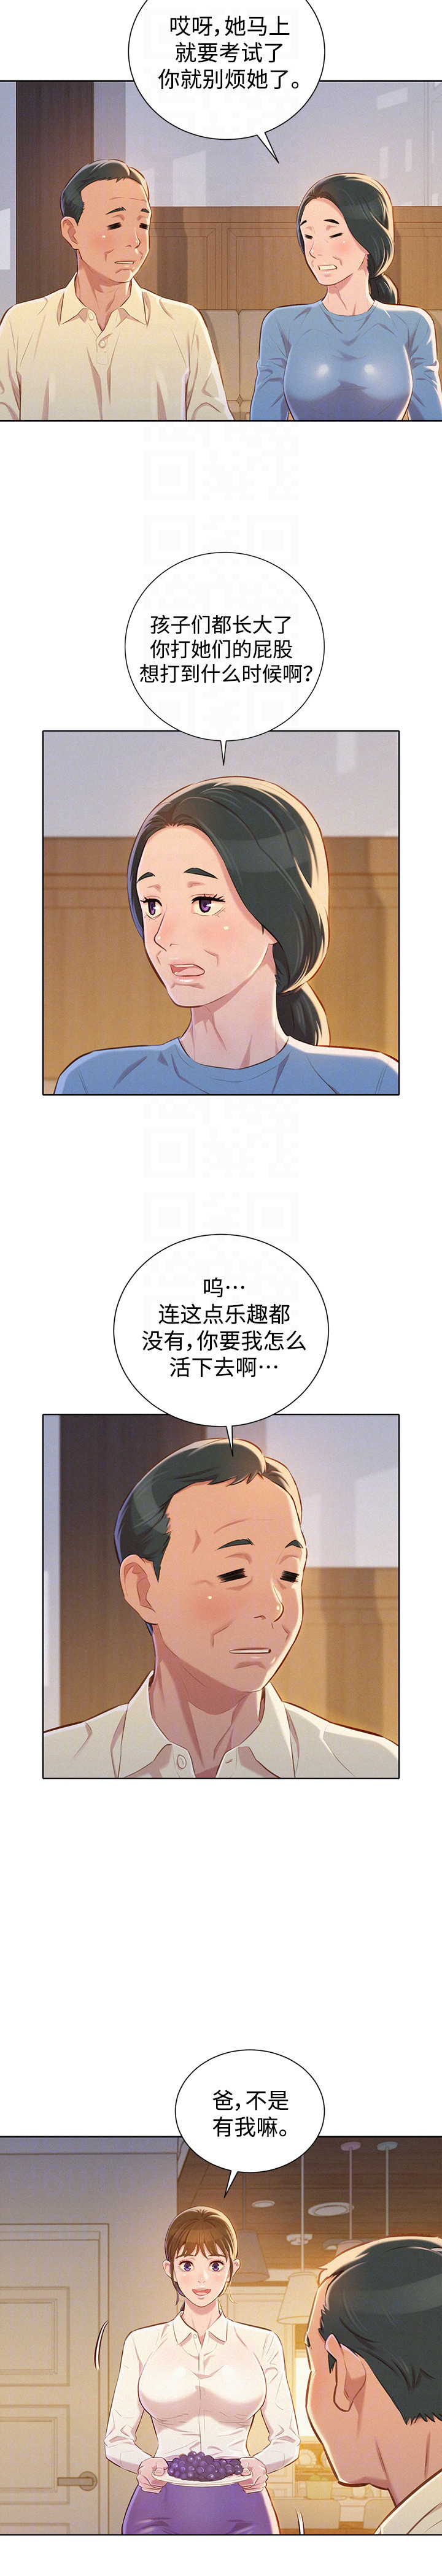 哎呀，她马上
就要考试了
你就别烦她了。
孩子们都长大了
你打她们的屁股
想打到什么时候啊？
呜…
连这点乐趣都
没有，你要我怎么
活下去啊…
爸，不是
有我嘛。